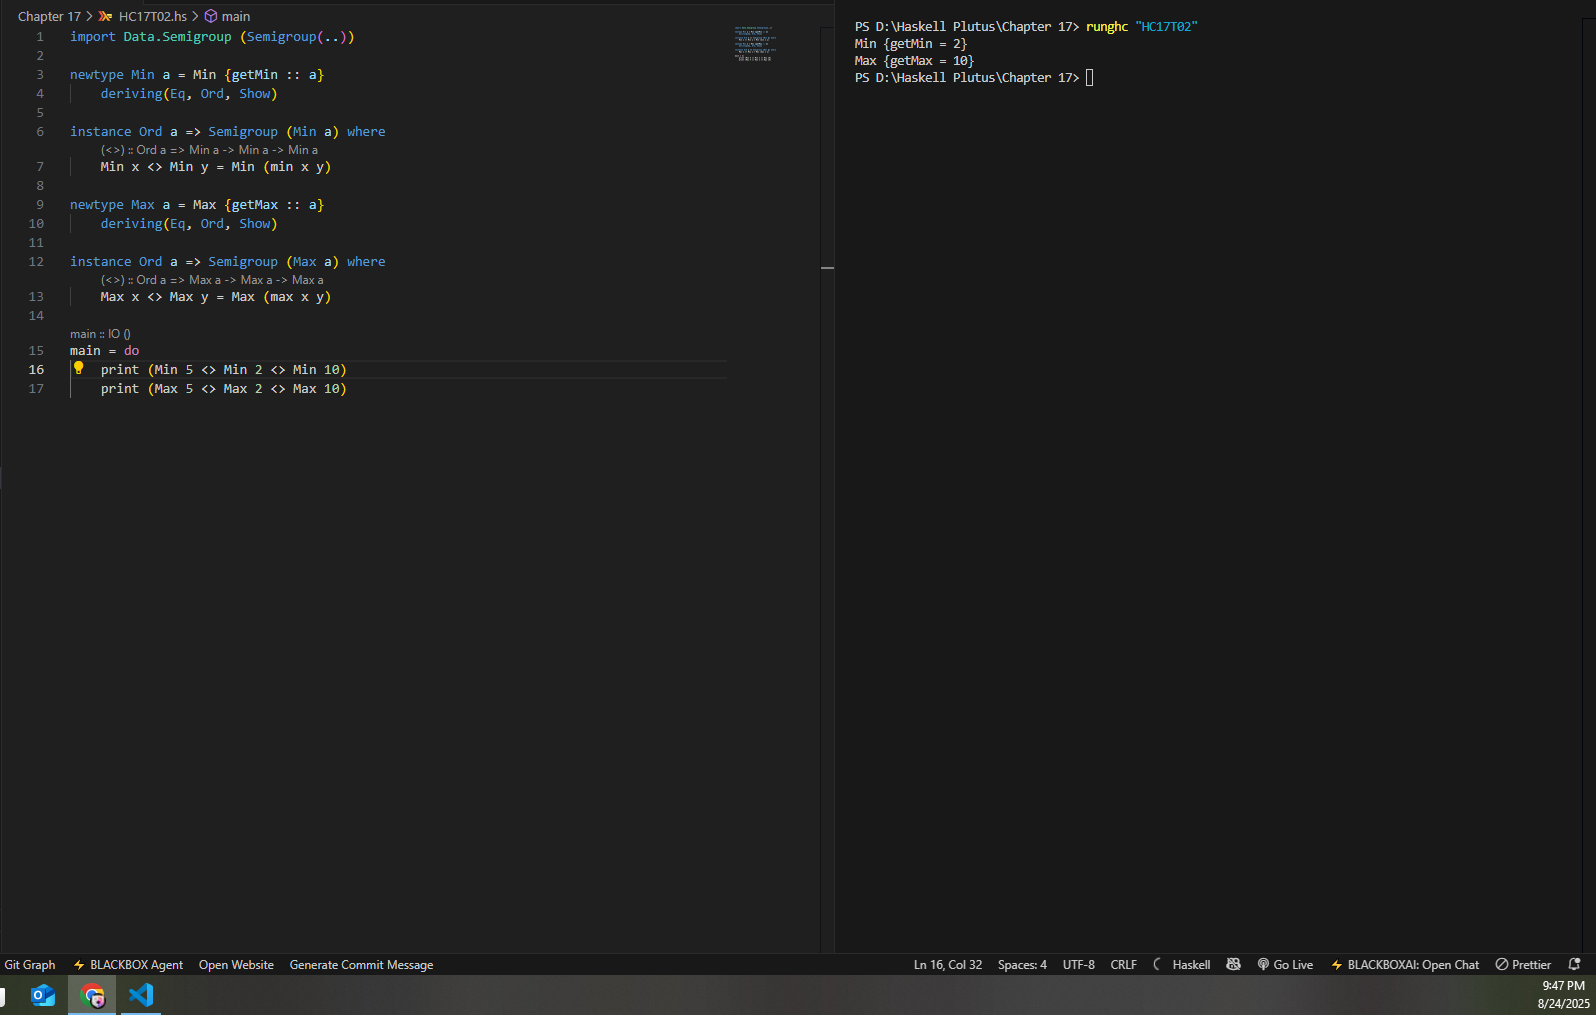 Chapter 17 > HC17T02.hs > main
1 import Data.Semigroup (Semigroup(..))
2
3 newtype Min a = Min {getMin :: a}
4     deriving(Eq, Ord, Show)
5
6 instance Ord a => Semigroup (Min a) where
(<>) :: Ord a => Min a -> Min a -> Min a
7     Min x <> Min y = Min (min x y)
8
9 newtype Max a = Max {getMax :: a}
10     deriving(Eq, Ord, Show)
11
12 instance Ord a => Semigroup (Max a) where
(<>) :: Ord a => Max a -> Max a -> Max a
13     Max x <> Max y = Max (max x y)
14
main :: IO ()
15 main = do
16     print (Min 5 <> Min 2 <> Min 10)
17     print (Max 5 <> Max 2 <> Max 10)
PS D:\Haskell Plutus\Chapter 17> runghc "HC17T02"
Min {getMin = 2}
Max {getMax = 10}
PS D:\Haskell Plutus\Chapter 17>
Git Graph BLACKBOX Agent Open Website Generate Commit Message Ln 16, Col 32 Spaces: 4 UTF-8 CRLF Haskell Go Live BLACKBOXAI: Open Chat Prettier
9:47 PM
8/24/2025